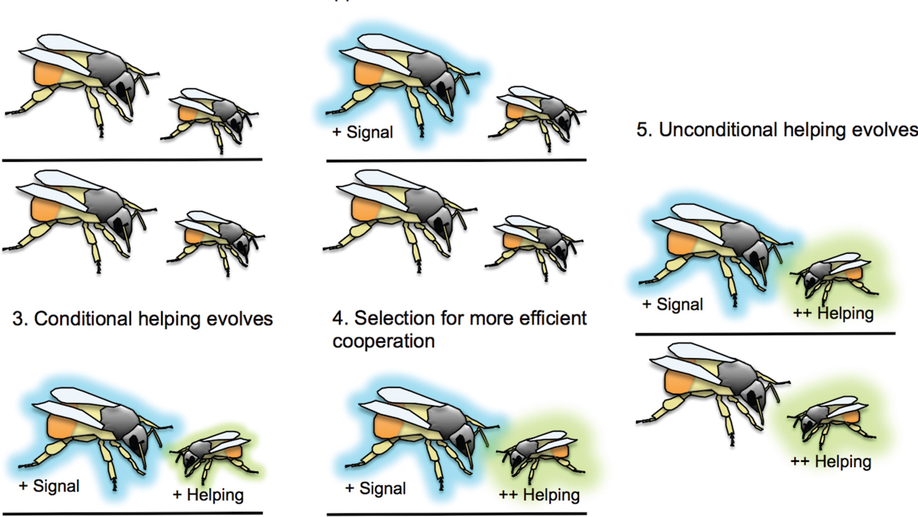 + Signal
5. Unconditional helping evolves
3. Conditional helping evolves
4. Selection for more efficient
cooperation
+ Signal
++ Helping
+ Signal
+ Helping
+ Signal
++ Helping
++ Helping